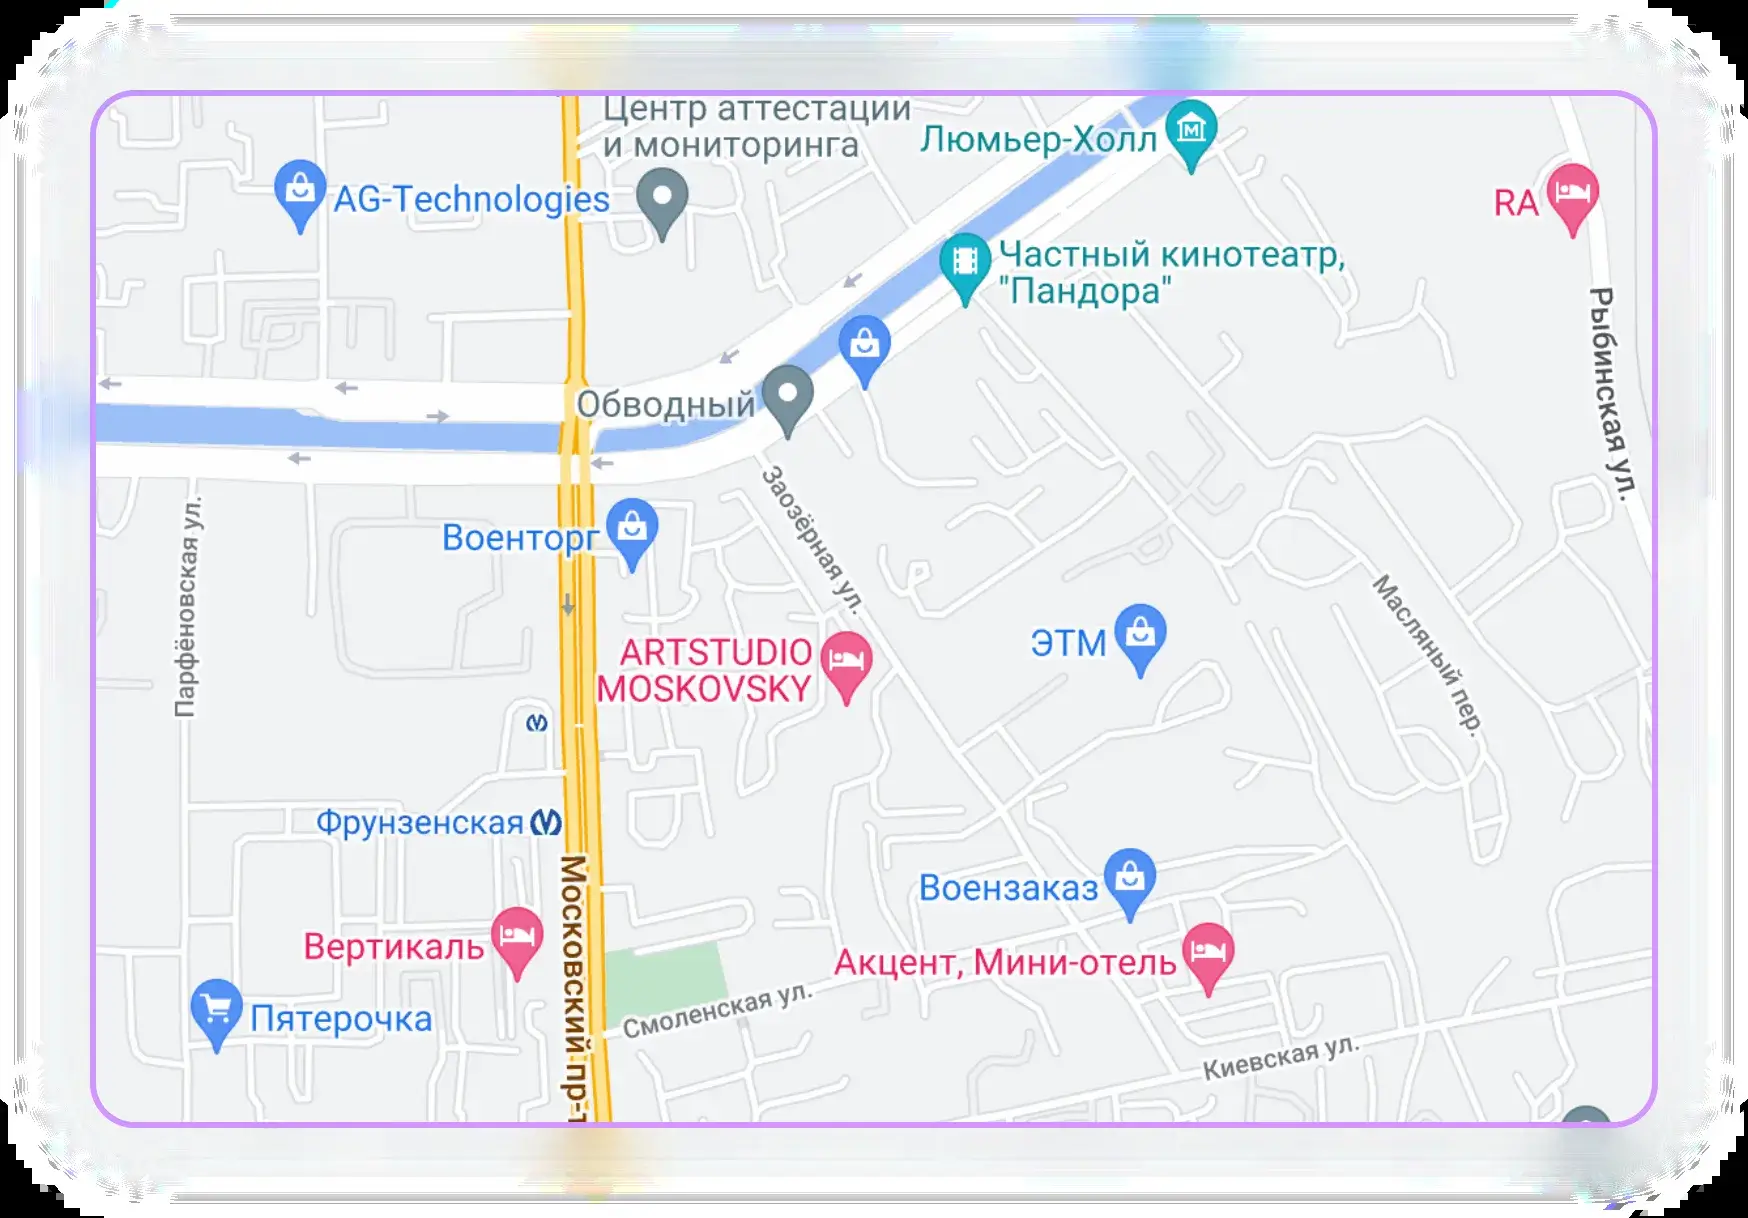 Центр аттестации
и мониторинга
Люмьер-Холл
AG-Technologies
RA
Частный кинотеатр,
"Пандора"
Рыбинская ул.
Обводный
Заозёрная ул.
Парфёновская ул.
Военторг
Масляный пер.
ARTSTUDIO
MOSKOVSKY
ЭТМ
Фрунзенская
Московский пр-т
Воензаказ
Вертикаль
Акцент, Мини-отель
Пятерочка
Смоленская ул.
Киевская ул.